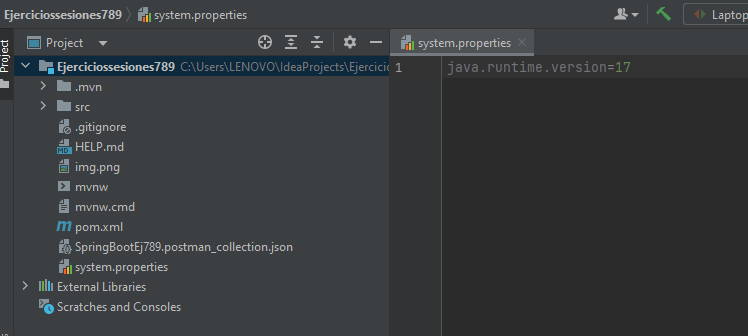 Ejerciciossesiones789 system.properties
Laptop
Project
Project
system.properties
Ejerciciossesiones789 C:\Users\LENOVO\IdeaProjects\Ejercicio
1 java.runtime.version=17
.mvn
src
.gitignore
MD HELP.md
img.png
mvnw
mvnw.cmd
m pom.xml
SpringBootEj789.postman_collection.json
system.properties
External Libraries
Scratches and Consoles